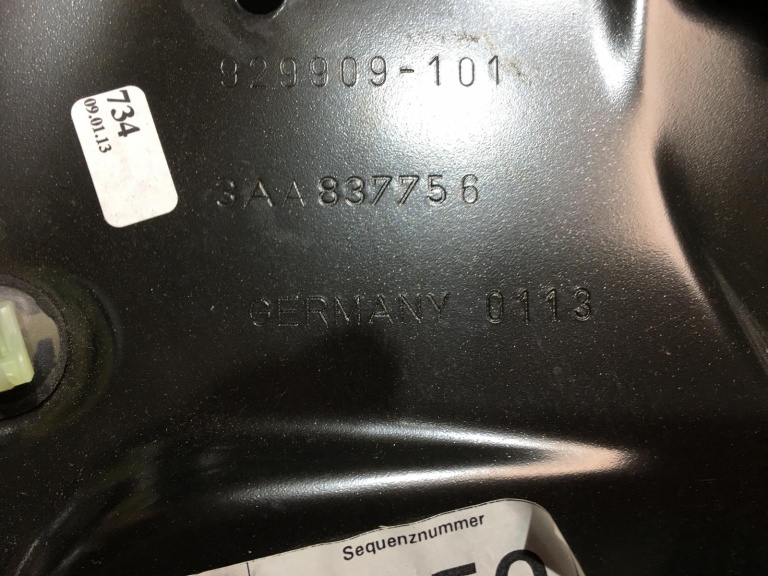 929909-101
734
09.01.13
3AA837756
GERMANY 0113
Sequenznummer